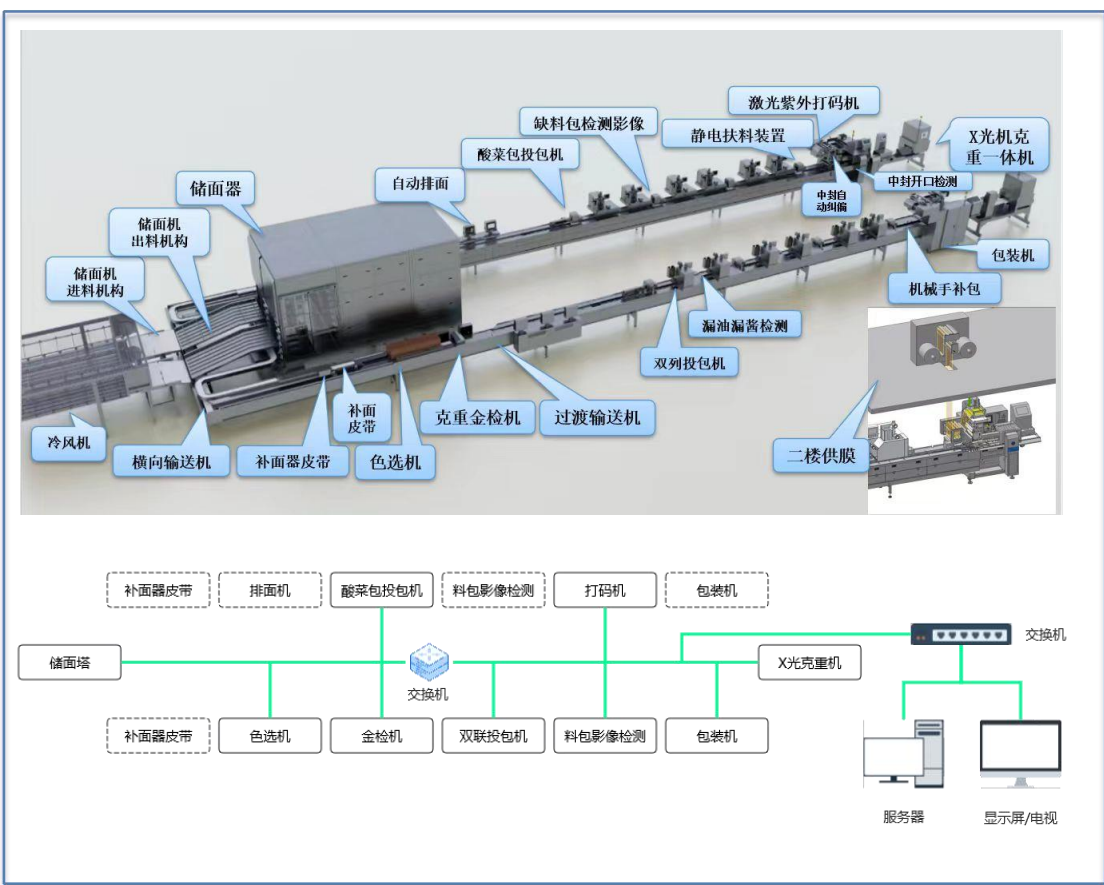 激光紫外打码机
缺料包检测影像
静电扶料装置
X光机克
重一体机
酸菜包投包机
自动排面
储面器
中封开口检测
中封自
动纠偏
储面机
出料机构
包装机
储面机
进料机构
机械手补包
漏油漏酱检测
双列投包机
补面
皮带
克重金检机
过渡输送机
冷风机
横向输送机
补面器皮带
色选机
二楼供膜
补面器皮带
排面机
酸菜包投包机
料包影像检测
打码机
包装机
交换机
储面塔
X光克重机
交换机
补面器皮带
色选机
金检机
双联投包机
料包影像检测
包装机
服务器
显示屏/电视